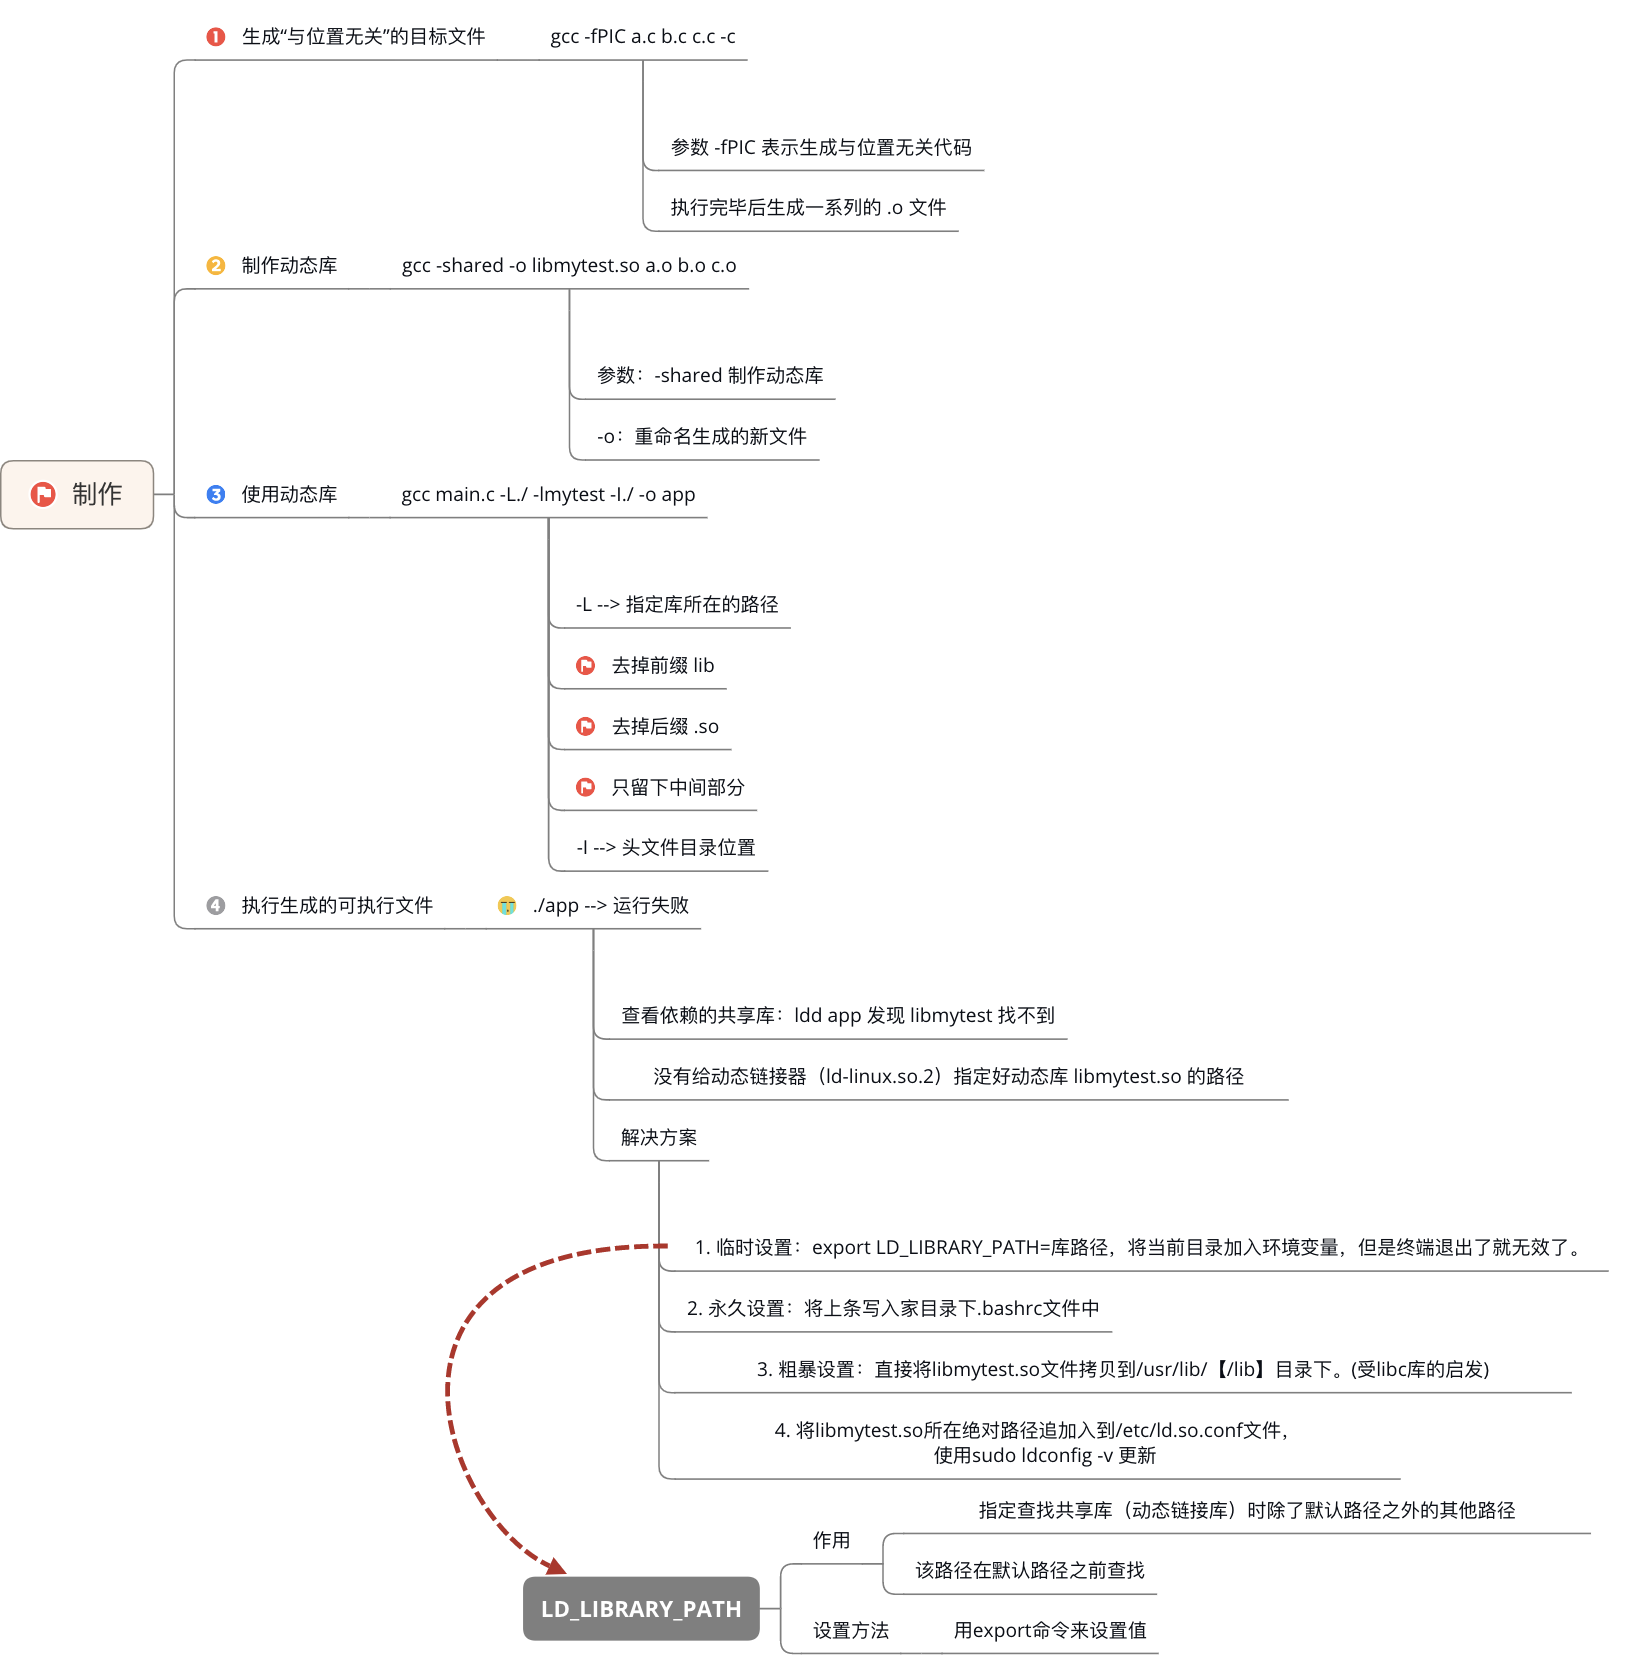 1 生成“与位置无关”的目标文件 gcc -fPIC a.c b.c c.c -c
参数 -fPIC 表示生成与位置无关代码
执行完毕后生成一系列的 .o 文件
2 制作动态库 gcc -shared -o libmytest.so a.o b.o c.o
参数：-shared 制作动态库
-o：重命名生成的新文件
制作
3 使用动态库 gcc main.c -L./ -lmytest -I./ -o app
-L --> 指定库所在的路径
去掉前缀 lib
去掉后缀 .so
只留下中间部分
-I --> 头文件目录位置
4 执行生成的可执行文件 ./app --> 运行失败
查看依赖的共享库：ldd app 发现 libmytest 找不到
没有给动态链接器（ld-linux.so.2）指定好动态库 libmytest.so 的路径
解决方案
1. 临时设置：export LD_LIBRARY_PATH=库路径，将当前目录加入环境变量，但是终端退出了就无效了。
2. 永久设置：将上条写入家目录下.bashrc文件中
3. 粗暴设置：直接将libmytest.so文件拷贝到/usr/lib/【/lib】目录下。(受libc库的启发)
4. 将libmytest.so所在绝对路径追加入到/etc/ld.so.conf文件，
使用sudo ldconfig -v 更新
指定查找共享库（动态链接库）时除了默认路径之外的其他路径
作用
该路径在默认路径之前查找
LD_LIBRARY_PATH
设置方法 用export命令来设置值